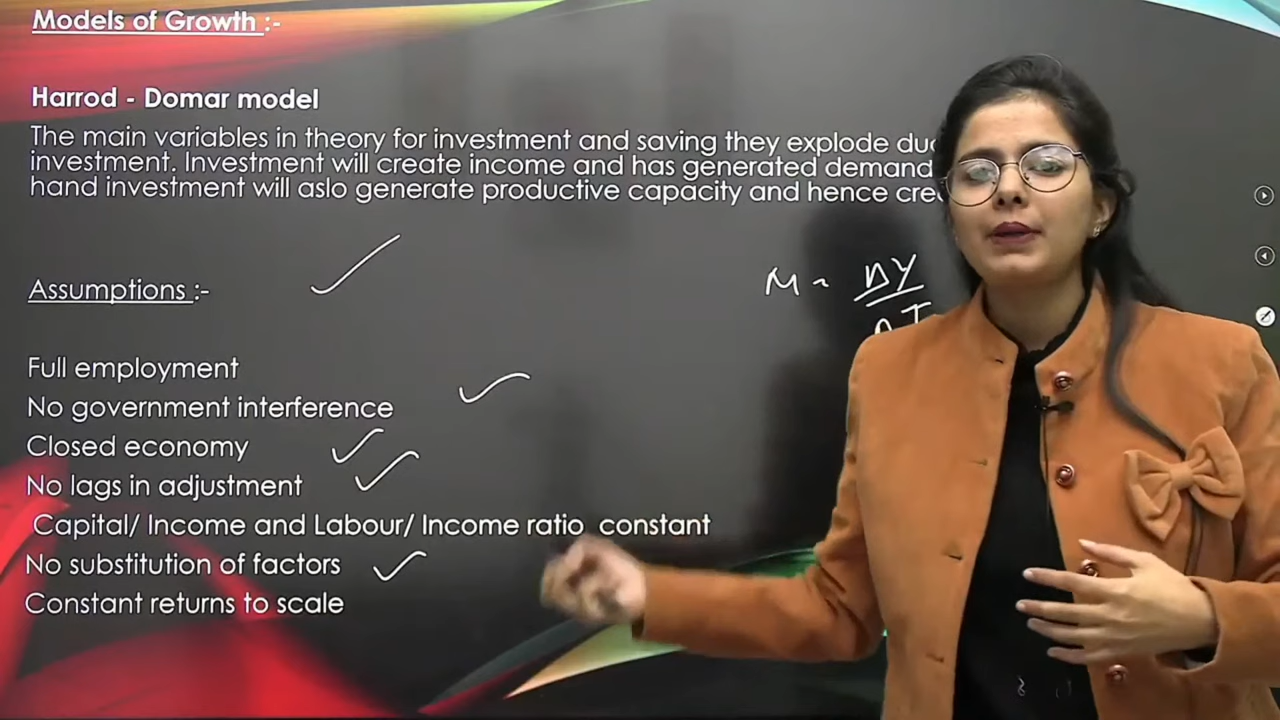 Models of Growth :-
Harrod - Domar model
The main variables in theory for investment and saving they explode
investment. Investment will create income and has generated demand
hand investment will aslo generate productive capacity and hence
Assumptions :-
M = ΔY
ΔI
Full employment
No government interference
Closed economy
No lags in adjustment
Capital/ Income and Labour/ Income ratio constant
No substitution of factors
Constant returns to scale